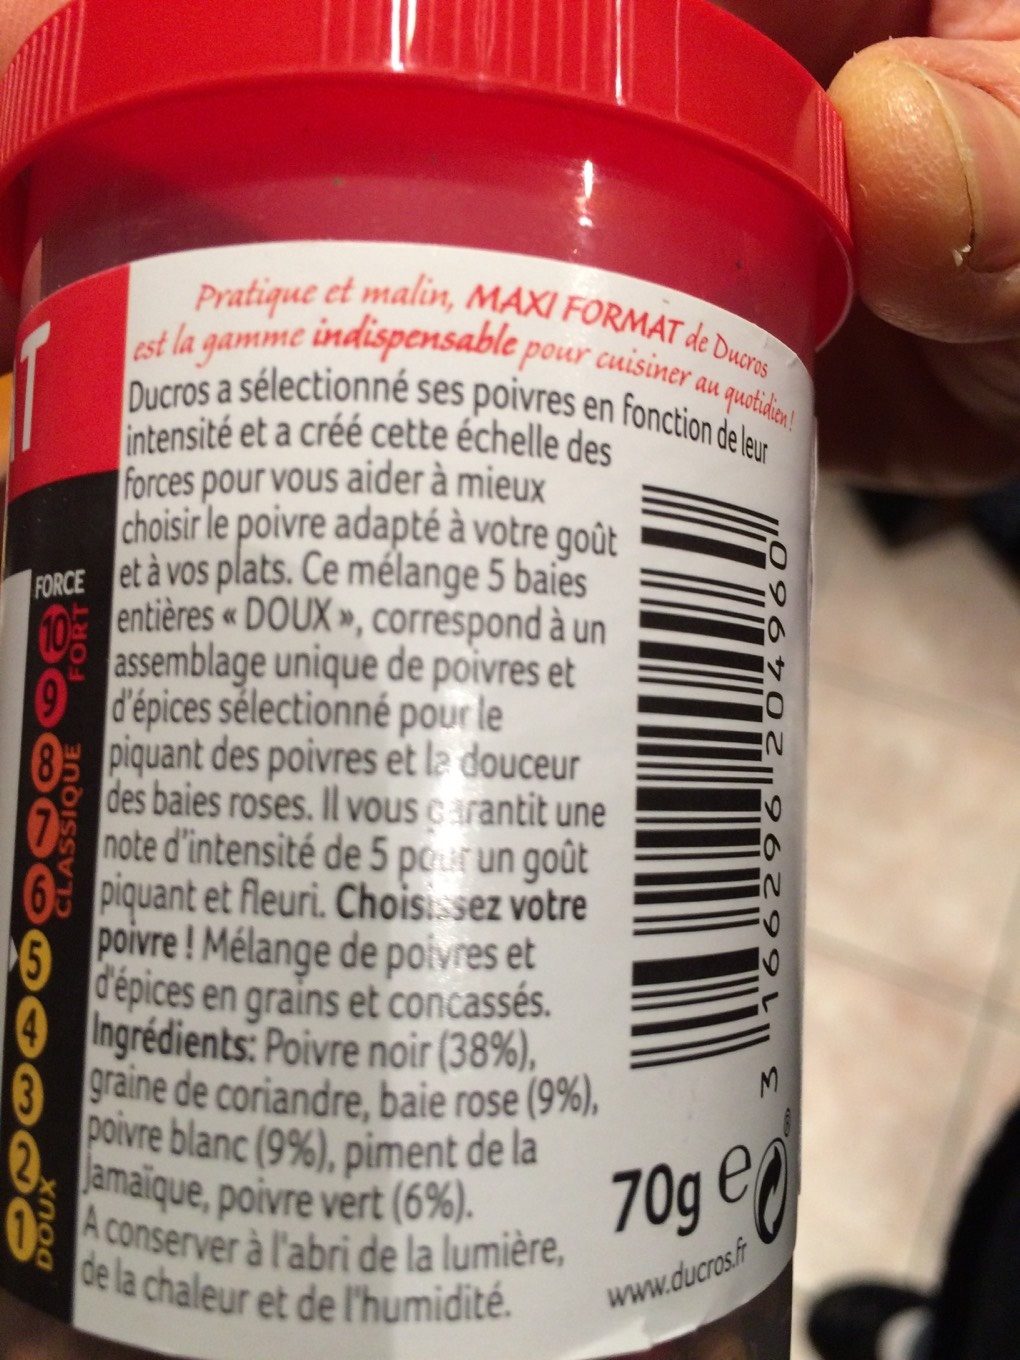 Pratique et malin, MAXI FORMAT de Ducros
est la gamme indispensable pour cuisiner au quotidien !
Ducros a sélectionné ses poivres en fonction de leur
intensité et a créé cette échelle des
forces pour vous aider à mieux
choisir le poivre adapté à votre goût
et à vos plats. Ce mélange 5 baies
entières « DOUX », correspond à un
assemblage unique de poivres et
d'épices sélectionné pour le
piquant des poivres et la douceur
des baies roses. Il vous garantit une
note d'intensité de 5 pour un goût
piquant et fleuri. Choisissez votre
poivre ! Mélange de poivres et
d'épices en grains et concassés.
Ingrédients: Poivre noir (38%),
graine de coriandre, baie rose (9%),
poivre blanc (9%), piment de la
Jamaïque, poivre vert (6%).
A conserver à l'abri de la lumière,
de la chaleur et de l'humidité.
T
FORCE
10
9
8
7
6
5
4
3
2
1
FORT
CLASSIQUE
DOUX
3 166296 204960
70g e
®
www.ducros.fr